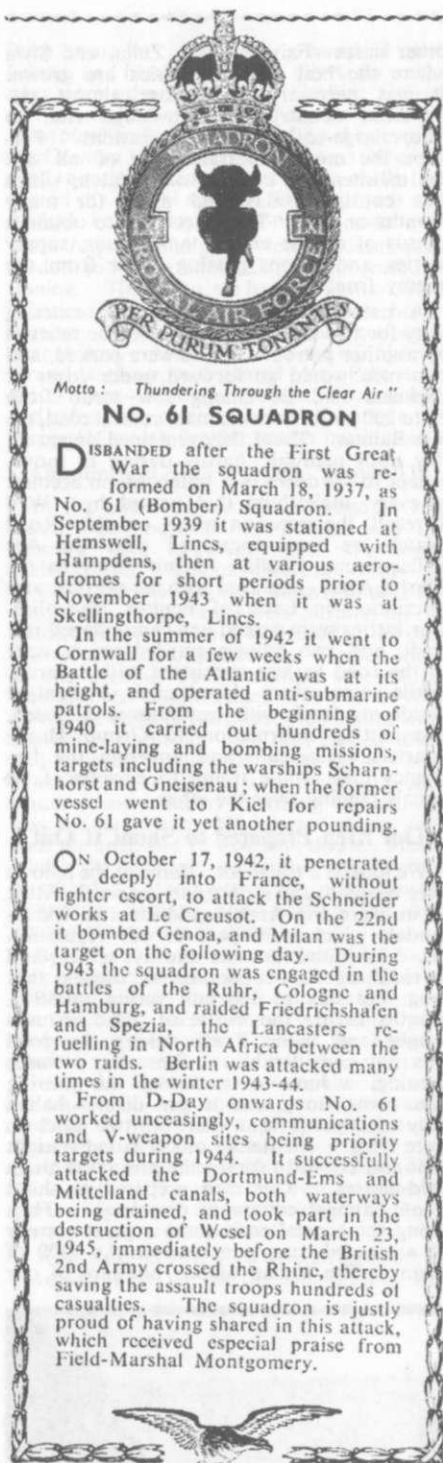 SQUADRON
LXI LXI
ROYAL AIR FORCE
PER PURUM TONANTES
Motto : Thundering Through the Clear Air
No. 61 SQUADRON
DISBANDED after the First Great
War the squadron was re-
formed on March 18, 1937, as
No. 61 (Bomber) Squadron. In
September 1939 it was stationed at
Hemswell, Lincs, equipped with
Hampdens, then at various aero-
dromes for short periods prior to
November 1943 when it was at
Skellingthorpe, Lincs.
In the summer of 1942 it went to
Cornwall for a few weeks when the
Battle of the Atlantic was at its
height, and operated anti-submarine
patrols. From the beginning of
1940 it carried out hundreds of
mine-laying and bombing missions,
targets including the warships Scharn-
horst and Gneisenau ; when the former
vessel went to Kiel for repairs
No. 61 gave it yet another pounding.
ON October 17, 1942, it penetrated
deeply into France, without
fighter escort, to attack the Schneider
works at Le Creusot. On the 22nd
it bombed Genoa, and Milan was the
target on the following day. During
1943 the squadron was engaged in the
battles of the Ruhr, Cologne and
Hamburg, and raided Friedrichshafen
and Spezia, the Lancasters re-
fuelling in North Africa between the
two raids. Berlin was attacked many
times in the winter 1943-44.
From D-Day onwards No. 61
worked unceasingly, communications
and V-weapon sites being priority
targets during 1944. It successfully
attacked the Dortmund-Ems and
Mittelland canals, both waterways
being drained, and took part in the
destruction of Wesel on March 23,
1945, immediately before the British
2nd Army crossed the Rhine, thereby
saving the assault troops hundreds of
casualties. The squadron is justly
proud of having shared in this attack,
which received especial praise from
Field-Marshal Montgomery.